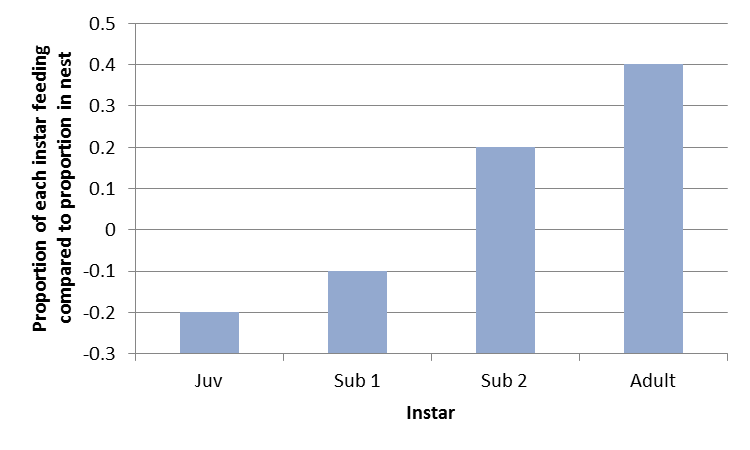 Proportion of each instar feeding
compared to proportion in nest
0.5
0.4
0.3
0.2
0.1
0
-0.1
-0.2
-0.3
Juv
Sub 1
Sub 2
Adult
Instar